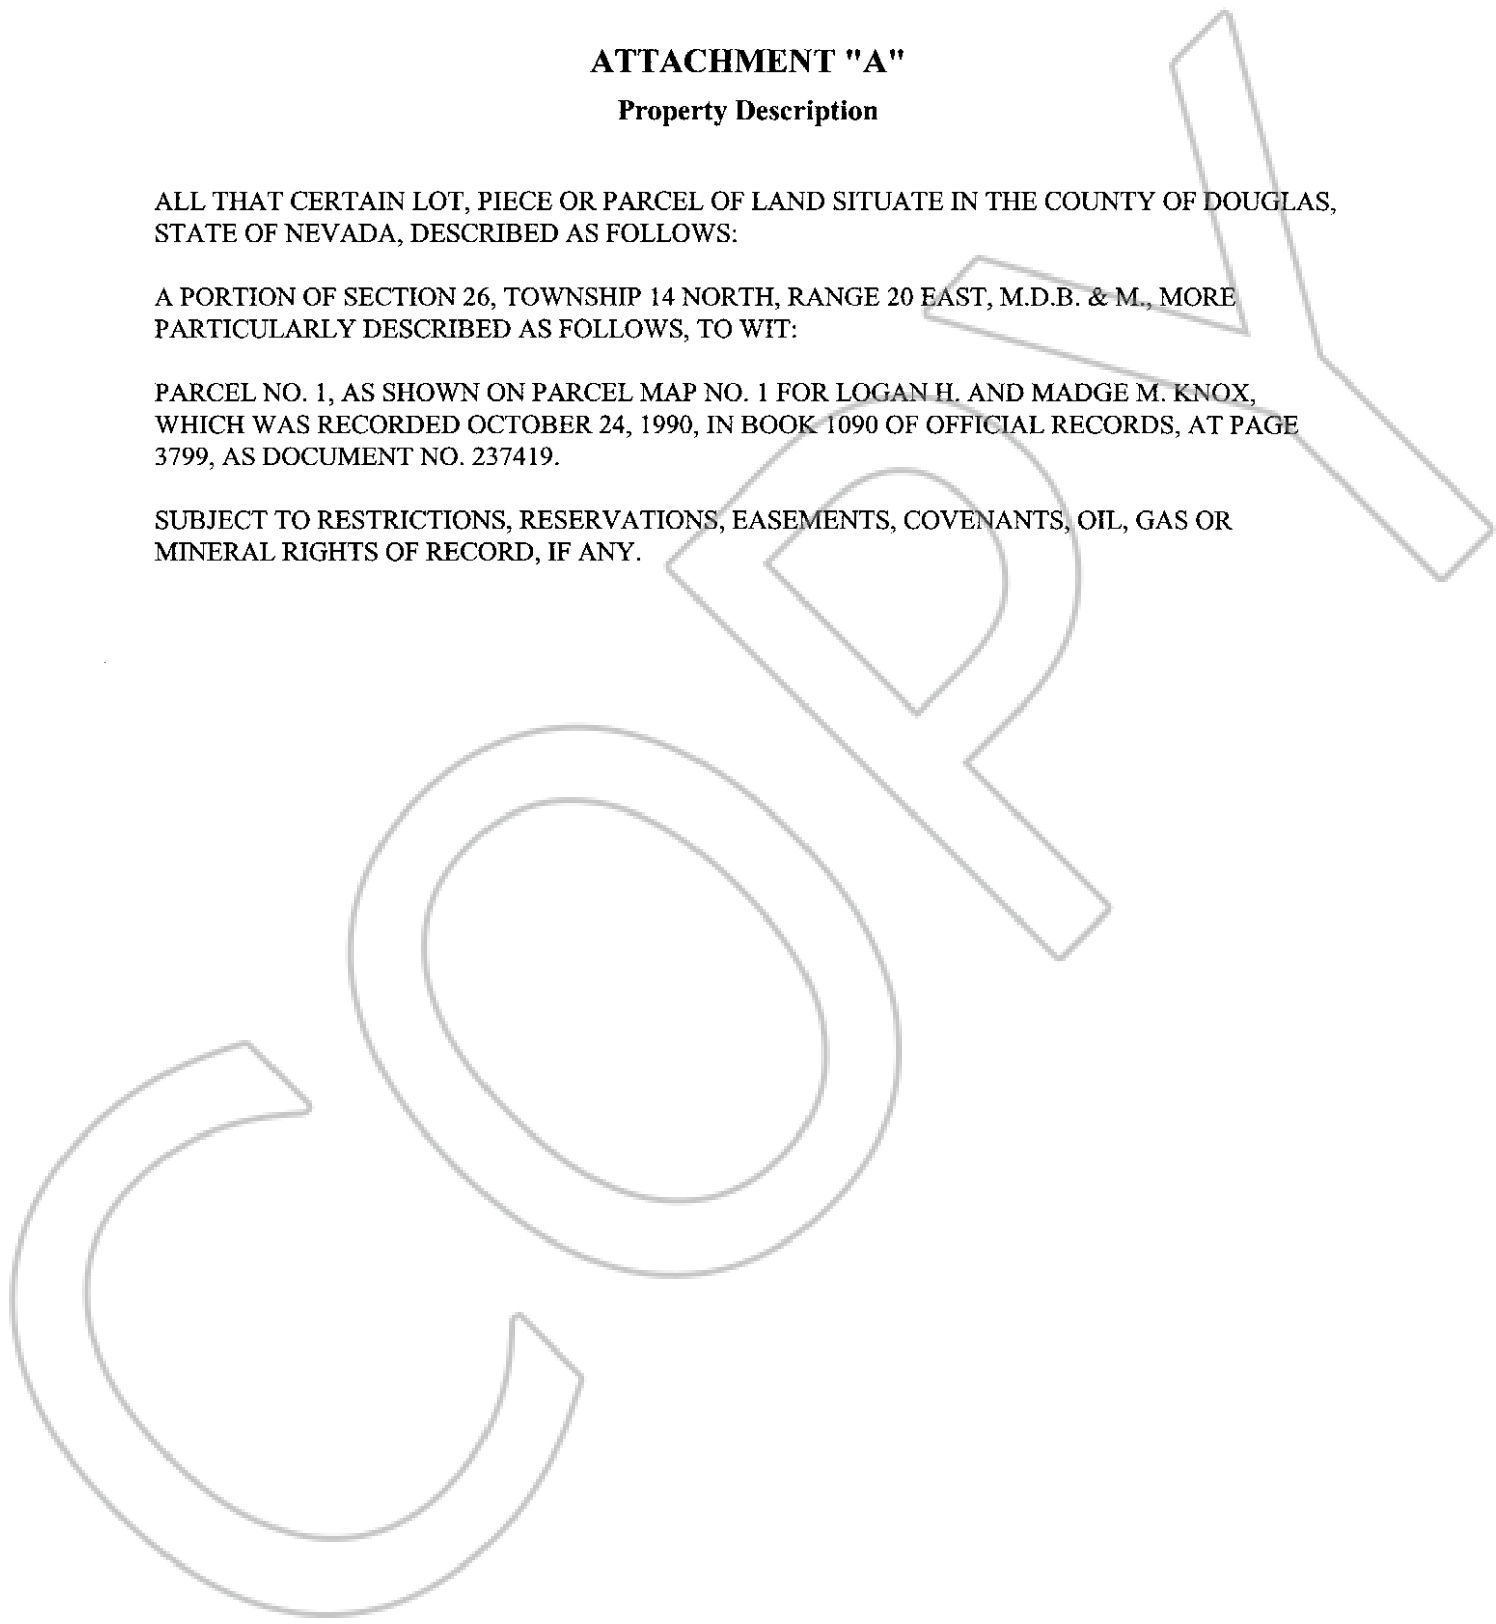 ATTACHMENT "A"
Property Description
ALL THAT CERTAIN LOT, PIECE OR PARCEL OF LAND SITUATE IN THE COUNTY OF DOUGLAS,
STATE OF NEVADA, DESCRIBED AS FOLLOWS:
A PORTION OF SECTION 26, TOWNSHIP 14 NORTH, RANGE 20 EAST, M.D.B. & M., MORE
PARTICULARLY DESCRIBED AS FOLLOWS, TO WIT:
PARCEL NO. 1, AS SHOWN ON PARCEL MAP NO. 1 FOR LOGAN H. AND MADGE M. KNOX,
WHICH WAS RECORDED OCTOBER 24, 1990, IN BOOK 1090 OF OFFICIAL RECORDS, AT PAGE
3799, AS DOCUMENT NO. 237419.
SUBJECT TO RESTRICTIONS, RESERVATIONS, EASEMENTS, COVENANTS, OIL, GAS OR
MINERAL RIGHTS OF RECORD, IF ANY.
COPY